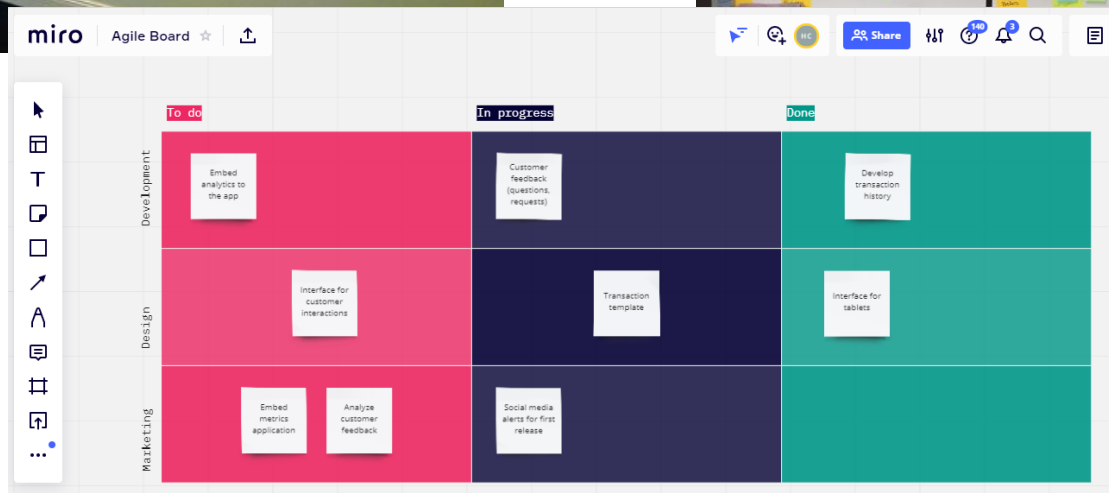 miro
Agile Board
HC
Share
140
3
To do
In progress
Done
Development
Embed
analytics to
the app
Customer
feedback
(questions,
requests)
Develop
transaction
history
Design
Interface for
customer
interactions
Transaction
template
Interface for
tablets
Marketing
Embed
metrics
application
Analyze
customer
feedback
Social media
alerts for first
release